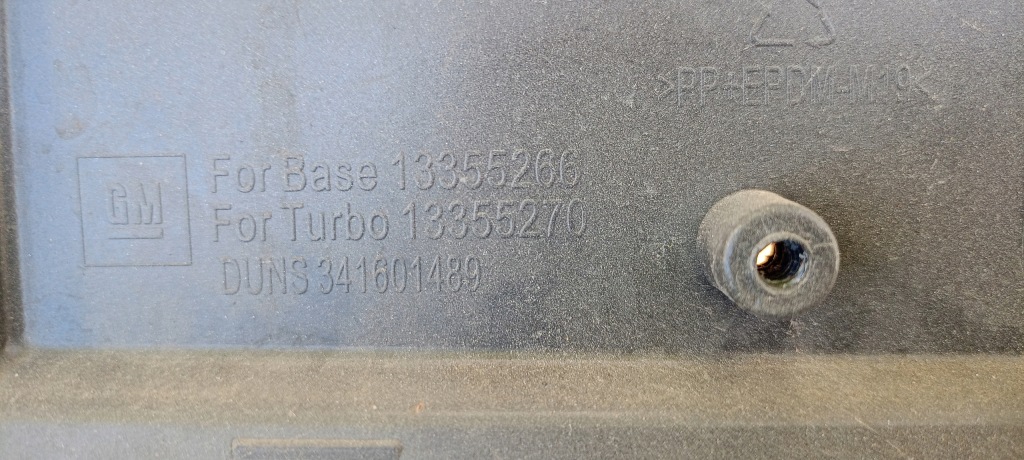 >PP+EPDM-M19<
GM
For Base 13355266
For Turbo 13355270
DUNS 341601489